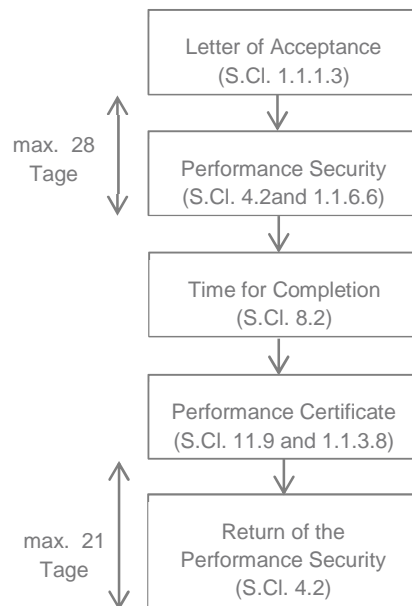 Letter of Acceptance
(S.Cl. 1.1.1.3)
max. 28
Tage
Performance Security
(S.Cl. 4.2and 1.1.6.6)
Time for Completion
(S.Cl. 8.2)
Performance Certificate
(S.Cl. 11.9 and 1.1.3.8)
max. 21
Tage
Return of the
Performance Security
(S.Cl. 4.2)